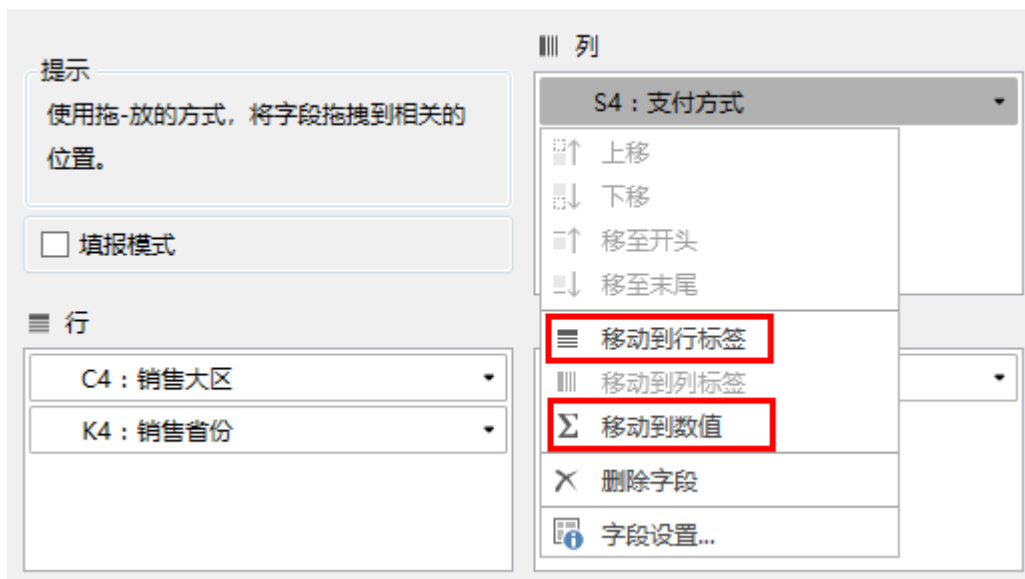 提示
使用拖-放的方式，将字段拖拽到相关的
位置。
填报模式
列
S4：支付方式
上移
下移
移至开头
移至末尾
移动到行标签
移动到列标签
移动到数值
删除字段
字段设置...
行
C4：销售大区
K4：销售省份